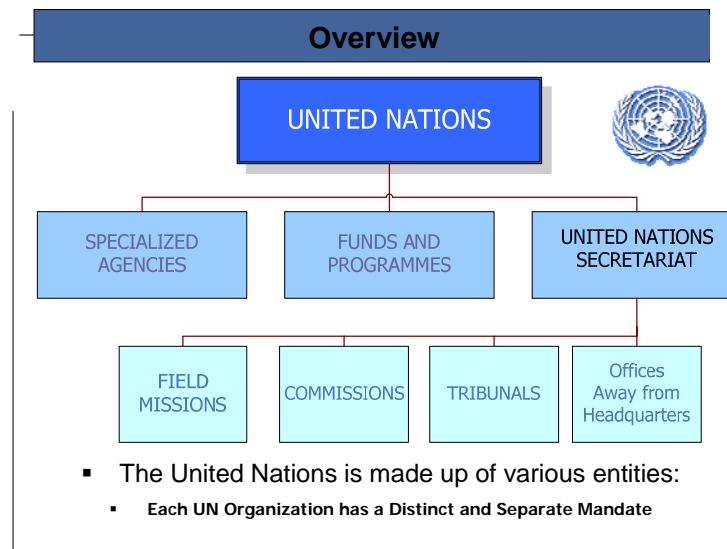 Overview
UNITED NATIONS
SPECIALIZED
AGENCIES
FUNDS AND
PROGRAMMES
UNITED NATIONS
SECRETARIAT
FIELD
MISSIONS
COMMISSIONS
TRIBUNALS
Offices
Away from
Headquarters
▪ The United Nations is made up of various entities:
▪ Each UN Organization has a Distinct and Separate Mandate